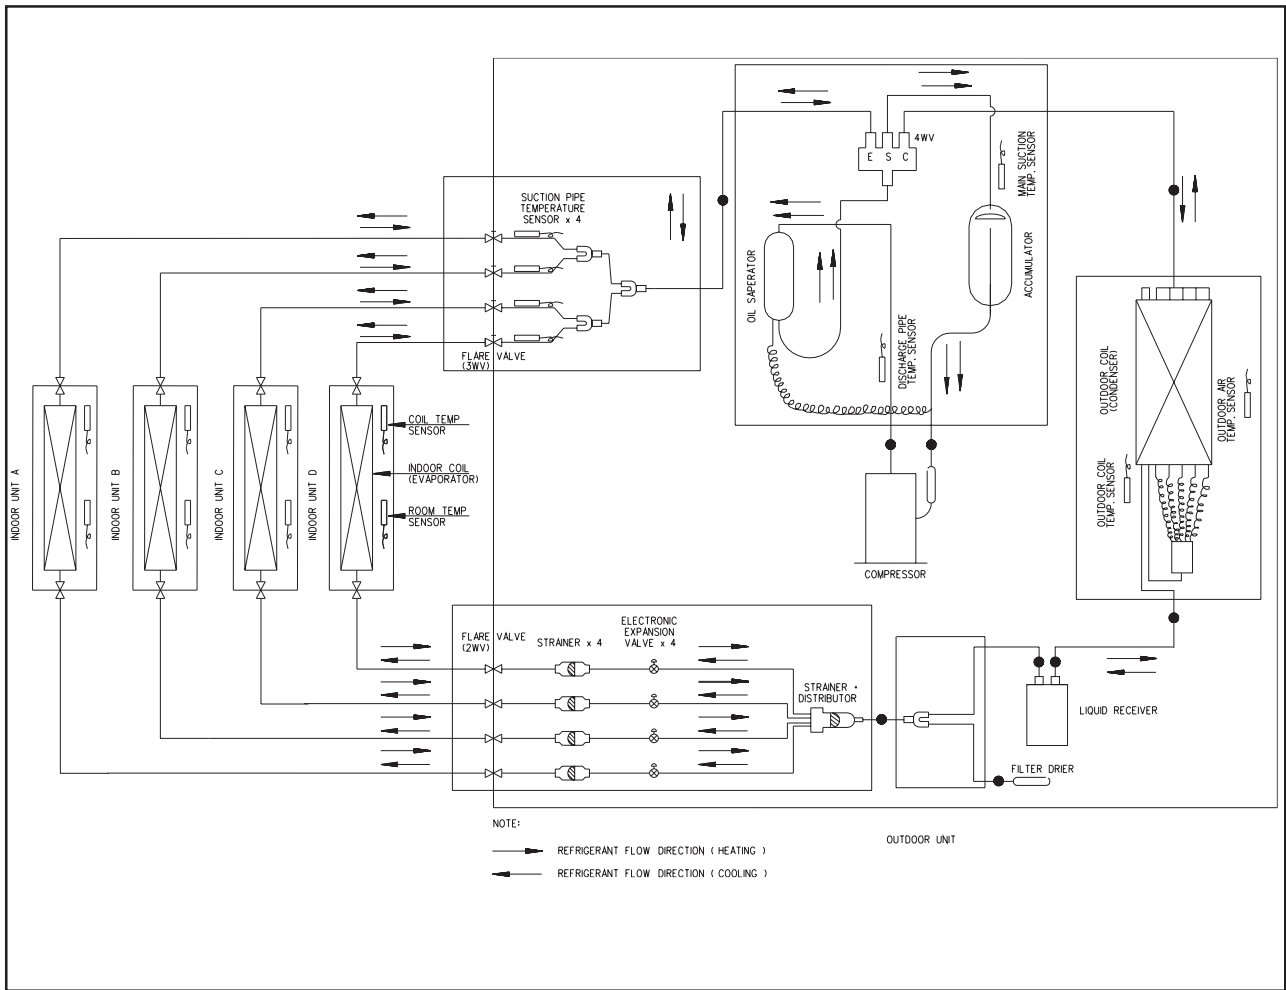 4WV
E S C
MAIN SUCTION
TEMP. SENSOR
SUCTION PIPE
TEMPERATURE
SENSOR x 4
OIL SAPERATOR
ACCUMULATOR
DISCHARGE PIPE
TEMP. SENSOR
FLARE VALVE
(3WV)
OUTDOOR COIL
(CONDENSER)
OUTDOOR AIR
TEMP. SENSOR
OUTDOOR COIL
TEMP. SENSOR
INDOOR UNIT A
INDOOR UNIT B
INDOOR UNIT C
INDOOR UNIT D
COIL TEMP
SENSOR
INDOOR COIL
(EVAPORATOR)
ROOM TEMP
SENSOR
COMPRESSOR
FLARE VALVE
(2WV)
STRAINER x 4
ELECTRONIC
EXPANSION
VALVE x 4
STRAINER +
DISTRIBUTOR
LIQUID RECEIVER
FILTER DRIER
NOTE:
REFRIGERANT FLOW DIRECTION ( HEATING )
REFRIGERANT FLOW DIRECTION ( COOLING )
OUTDOOR UNIT